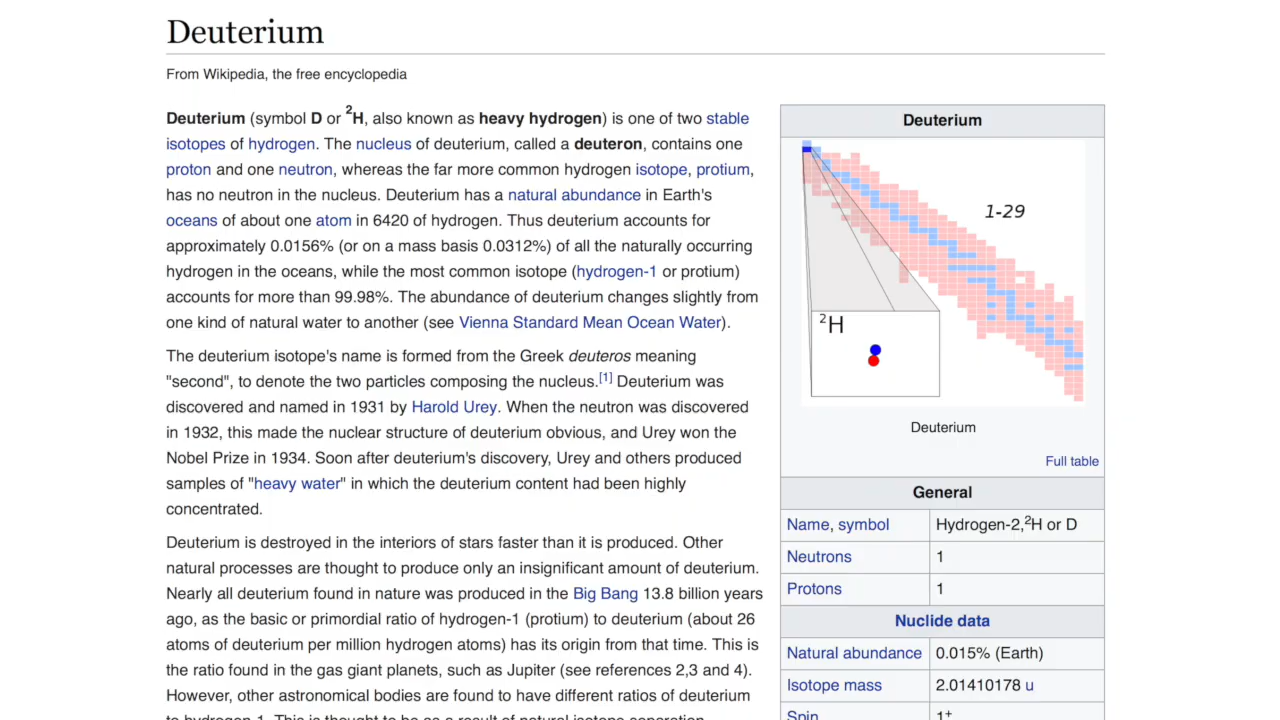 Deuterium
From Wikipedia, the free encyclopedia
Deuterium (symbol D or ²H, also known as heavy hydrogen) is one of two stable
isotopes of hydrogen. The nucleus of deuterium, called a deuteron, contains one
proton and one neutron, whereas the far more common hydrogen isotope, protium,
has no neutron in the nucleus. Deuterium has a natural abundance in Earth's
oceans of about one atom in 6420 of hydrogen. Thus deuterium accounts for
approximately 0.0156% (or on a mass basis 0.0312%) of all the naturally occurring
hydrogen in the oceans, while the most common isotope (hydrogen-1 or protium)
accounts for more than 99.98%. The abundance of deuterium changes slightly from
one kind of natural water to another (see Vienna Standard Mean Ocean Water).
The deuterium isotope's name is formed from the Greek deuteros meaning
"second", to denote the two particles composing the nucleus.[1] Deuterium was
discovered and named in 1931 by Harold Urey. When the neutron was discovered
in 1932, this made the nuclear structure of deuterium obvious, and Urey won the
Nobel Prize in 1934. Soon after deuterium's discovery, Urey and others produced
samples of "heavy water" in which the deuterium content had been highly
concentrated.
Deuterium is destroyed in the interiors of stars faster than it is produced. Other
natural processes are thought to produce only an insignificant amount of deuterium.
Nearly all deuterium found in nature was produced in the Big Bang 13.8 billion years
ago, as the basic or primordial ratio of hydrogen-1 (protium) to deuterium (about 26
atoms of deuterium per million hydrogen atoms) has its origin from that time. This is
the ratio found in the gas giant planets, such as Jupiter (see references 2,3 and 4).
However, other astronomical bodies are found to have different ratios of deuterium
to hydrogen-1. This is thought to be as a result of natural isotope separation
Deuterium
1-29
²H
Deuterium
Full table
General
Name, symbol Hydrogen-2,²H or D
Neutrons 1
Protons 1
Nuclide data
Natural abundance 0.015% (Earth)
Isotope mass 2.01410178 u
Spin 1⁺